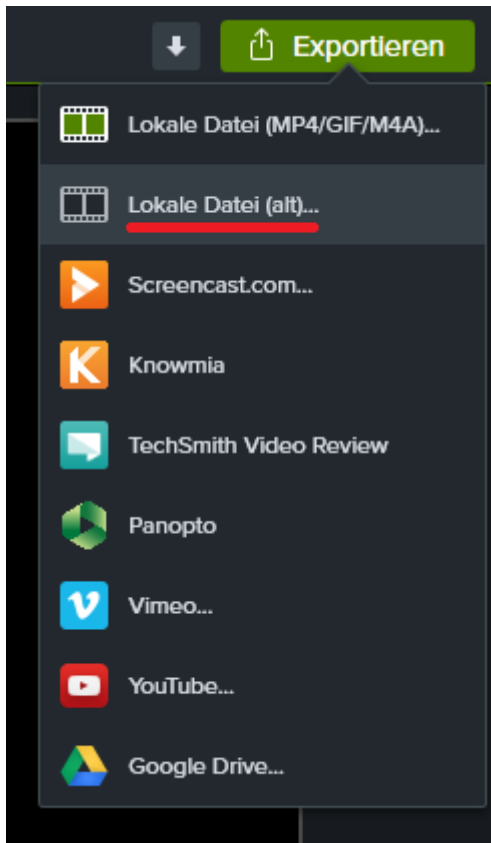 Exportieren
Lokale Datei (MP4/GIF/M4A)...
Lokale Datei (alt)...
Screencast.com...
Knowmia
TechSmith Video Review
Panopto
Vimeo...
YouTube...
Google Drive...